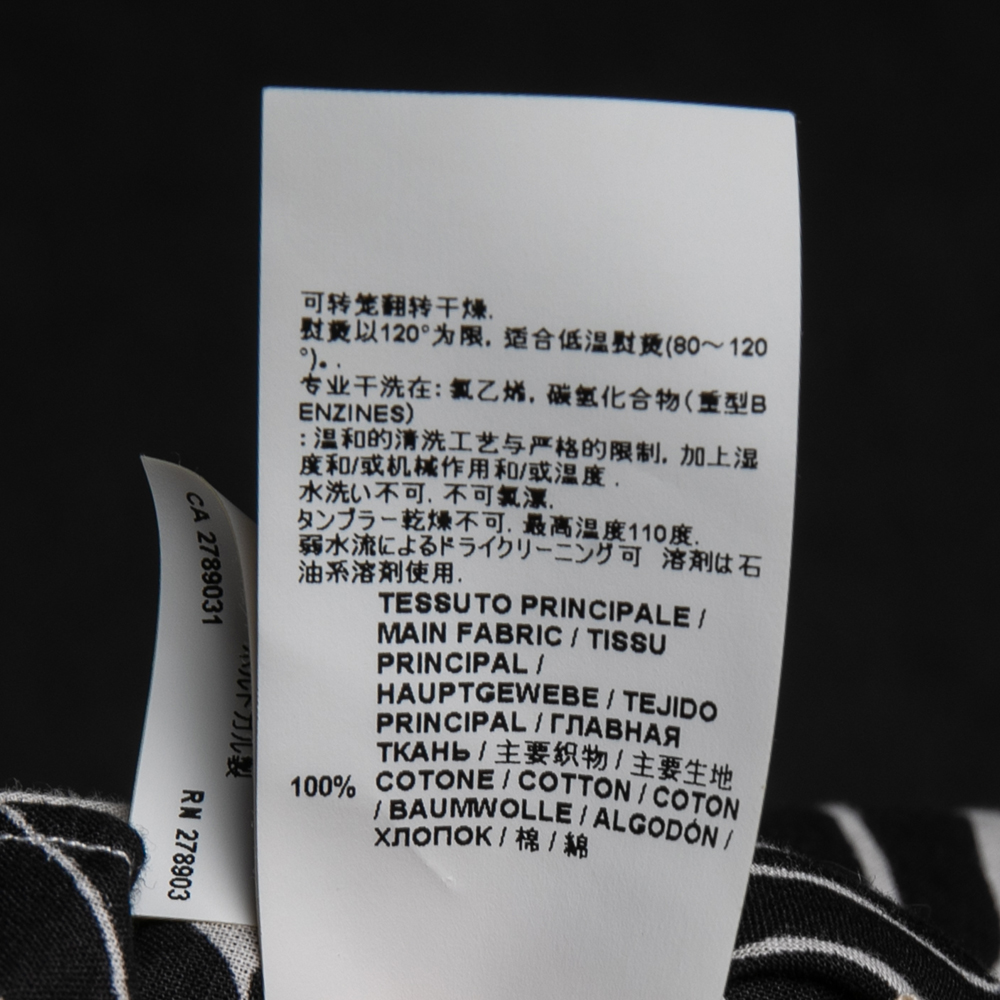 可转笼翻转干燥.
熨烫以120°为限, 适合低温熨烫(80～120
°)。.
专业干洗在: 氯乙烯, 碳氢化合物（重型B
ENZINES）
: 温和的清洗工艺与严格的限制, 加上湿
度和/或机械作用和/或温度 .
水洗い不可. 不可氯漂.
タンブラー乾燥不可. 最高温度110度.
弱水流によるドライクリーニング可 溶剤は石
油系溶剤使用.
TESSUTO PRINCIPALE /
MAIN FABRIC / TISSU
PRINCIPAL /
HAUPTGEWEBE / TEJIDO
PRINCIPAL / ГЛАВНАЯ
ТКАНЬ / 主要织物 / 主要生地
100% COTONE / COTTON / COTON
/ BAUMWOLLE / ALGODÓN /
ХЛОПОК / 棉 / 綿
CA 2789031
RN 278903
ポルトガル製